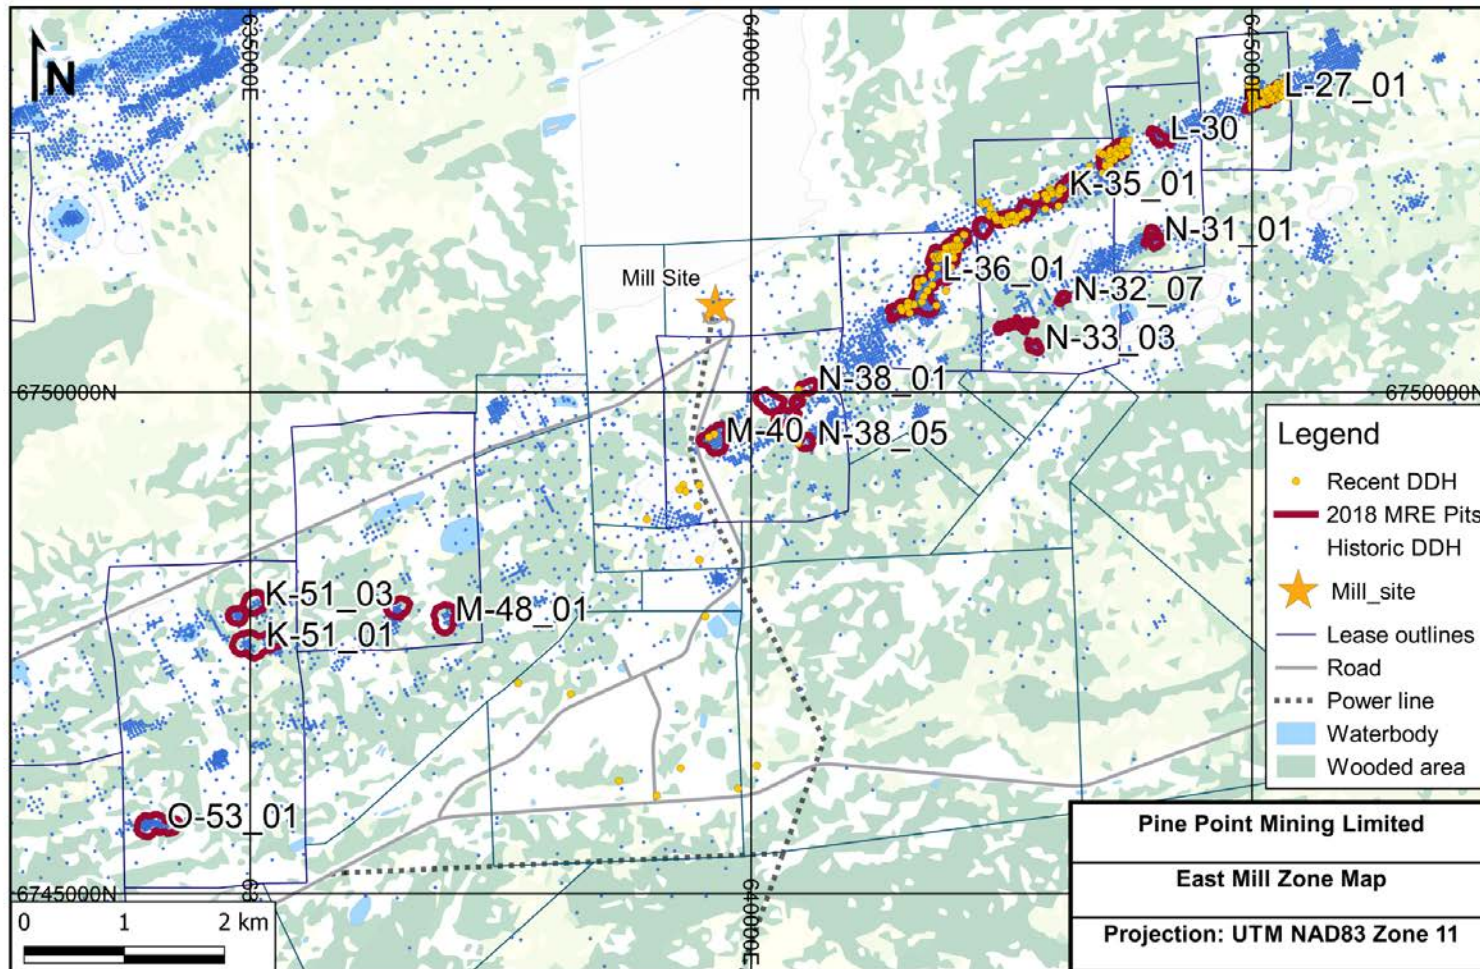 N
635000E
640000E
645000E
L-27_01
L-30
K-35_01
N-31_01
Mill Site
L-36_01
N-32_07
N-33_03
6750000N
6750000N
N-38_01
M-40
N-38_05
K-51_03
M-48_01
K-51_01
O-53_01
6745000N
63
640000E
0 1 2 km
Legend
Recent DDH
2018 MRE Pits
Historic DDH
Mill_site
Lease outlines
Road
Power line
Waterbody
Wooded area
Pine Point Mining Limited
East Mill Zone Map
Projection: UTM NAD83 Zone 11